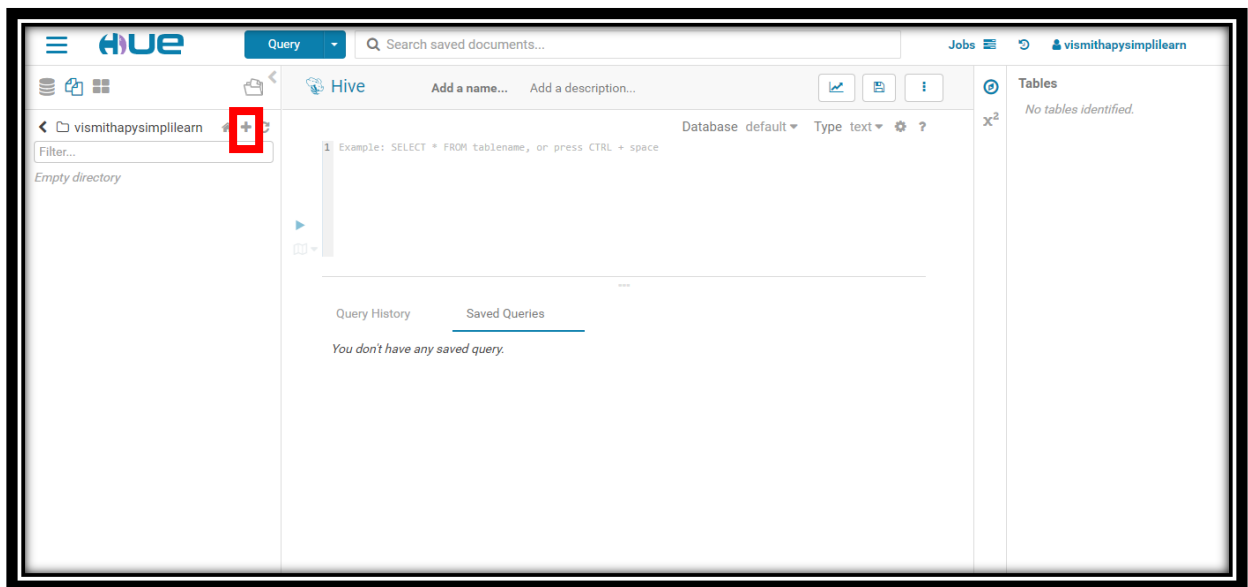 HUE Query Search saved documents... Jobs vismithapysimplilearn
Hive Add a name... Add a description... Tables
vismithapysimplilearn Database default Type text ? x² No tables identified.
Filter... 1 Example: SELECT * FROM tablename, or press CTRL + space
Empty directory
Query History Saved Queries
You don't have any saved query.